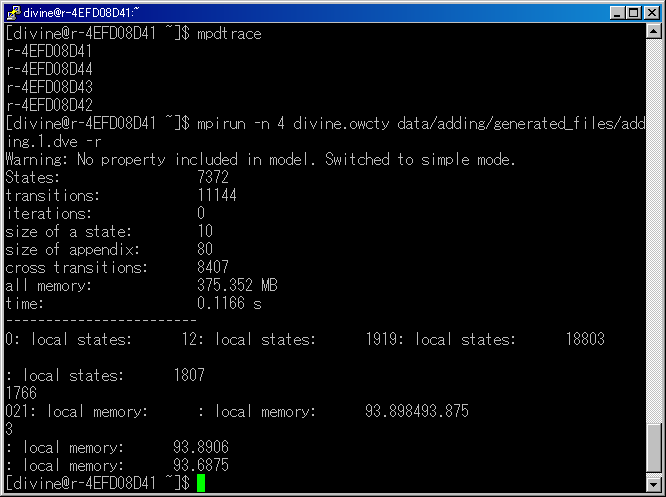 divine@r-4EFD08D41:~
[divine@r-4EFD08D41 ~]$ mpdtrace
r-4EFD08D41
r-4EFD08D44
r-4EFD08D43
r-4EFD08D42
[divine@r-4EFD08D41 ~]$ mpirun -n 4 divine.owcty data/adding/generated_files/add
ing.1.dve -r
Warning: No property included in model. Switched to simple mode.
States: 7372
transitions: 11144
iterations: 0
size of a state: 10
size of appendix: 80
cross transitions: 8407
all memory: 375.352 MB
time: 0.1166 s
------------------------
0: local states: 12: local states: 1919: local states: 18803
: local states: 1807
1766
021: local memory: : local memory: 93.898493.875
3
: local memory: 93.8906
: local memory: 93.6875
[divine@r-4EFD08D41 ~]$